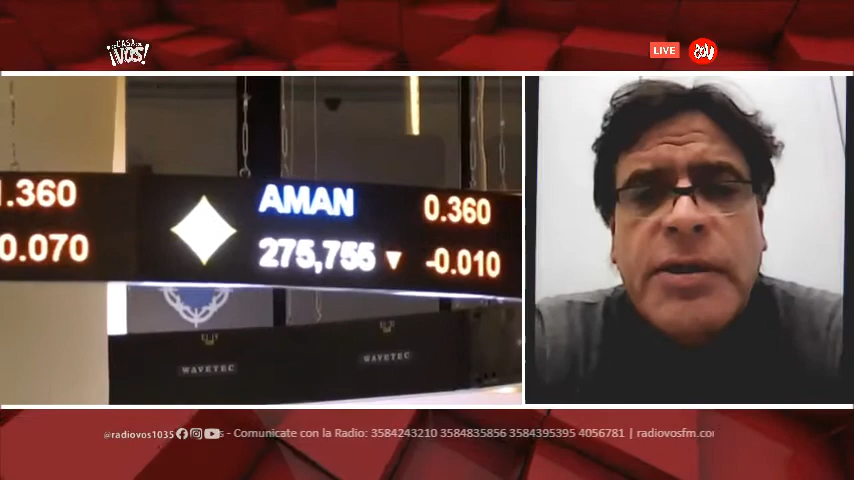 CASA
¡VOS!
LIVE
1.360
AMAN
0.360
0.070
275,755 ▼
-0.010
WAVETEC
WAVETEC
@radiovos1035
s - Comunicate con la Radio: 3584243210 3584835856 3584395395 4056781 | radiovosfm.co